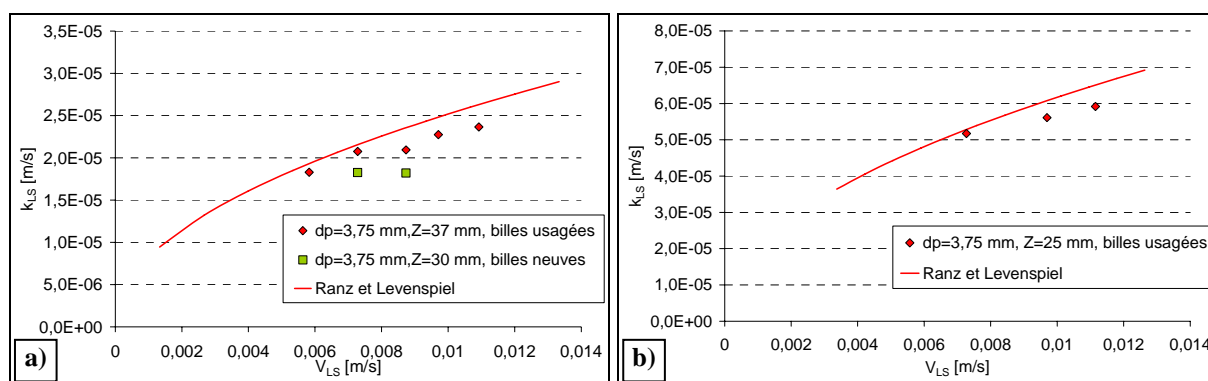 3,5E-05
3,0E-05
2,5E-05
2,0E-05
1,5E-05
1,0E-05
5,0E-06
0,0E+00
k_LS [m/s]
dp=3,75 mm,Z=37 mm, billes usagées
dp=3,75 mm,Z=30 mm, billes neuves
Ranz et Levenspiel
0 0,002 0,004 0,006 0,008 0,01 0,012 0,014
V_LS [m/s]
a)
8,0E-05
7,0E-05
6,0E-05
5,0E-05
4,0E-05
3,0E-05
2,0E-05
1,0E-05
0,0E+00
k_LS [m/s]
dp=3,75 mm, Z=25 mm, billes usagées
Ranz et Levenspiel
0 0,002 0,004 0,006 0,008 0,01 0,012 0,014
V_LS [m/s]
b)